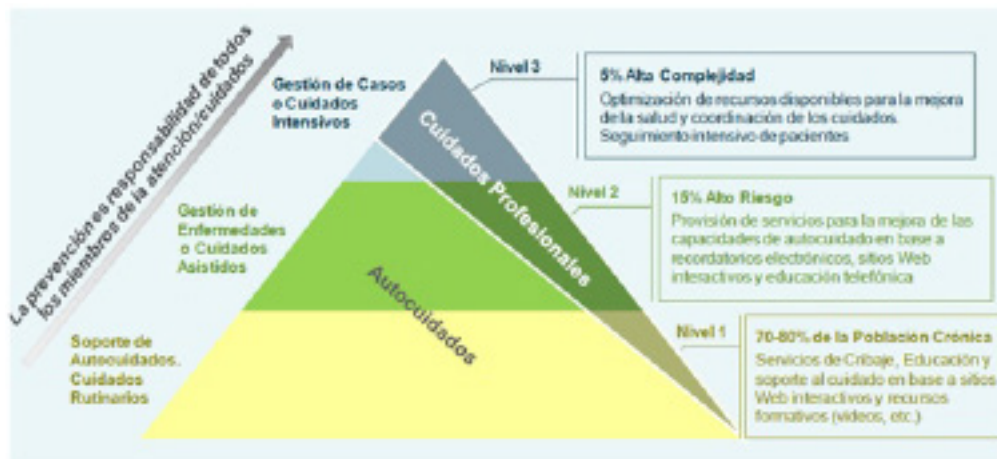 La prevención es responsabilidad de todos
los miembros de la atención/cuidados
Gestión de Casos
o Cuidados
Intensivos
Gestión de
Enfermedades
o Cuidados
Asistidos
Soporte de
Autocuidados.
Cuidados
Rutinarios
Cuidados Profesionales
Autocuidados
Nivel 3
5% Alta Complejidad
Optimización de recursos disponibles para la mejora
de la salud y coordinación de los cuidados.
Seguimiento intensivo de pacientes
Nivel 2
15% Alto Riesgo
Provisión de servicios para la mejora de las
capacidades de autocuidado en base a
recordatorios electrónicos, sitios Web
interactivos y educación telefónica
Nivel 1
70-80% de la Población Crónica
Servicios de Cribaje, Educación y
soporte al cuidado en base a sitios
Web interactivos y recursos
formativos (videos, etc.)